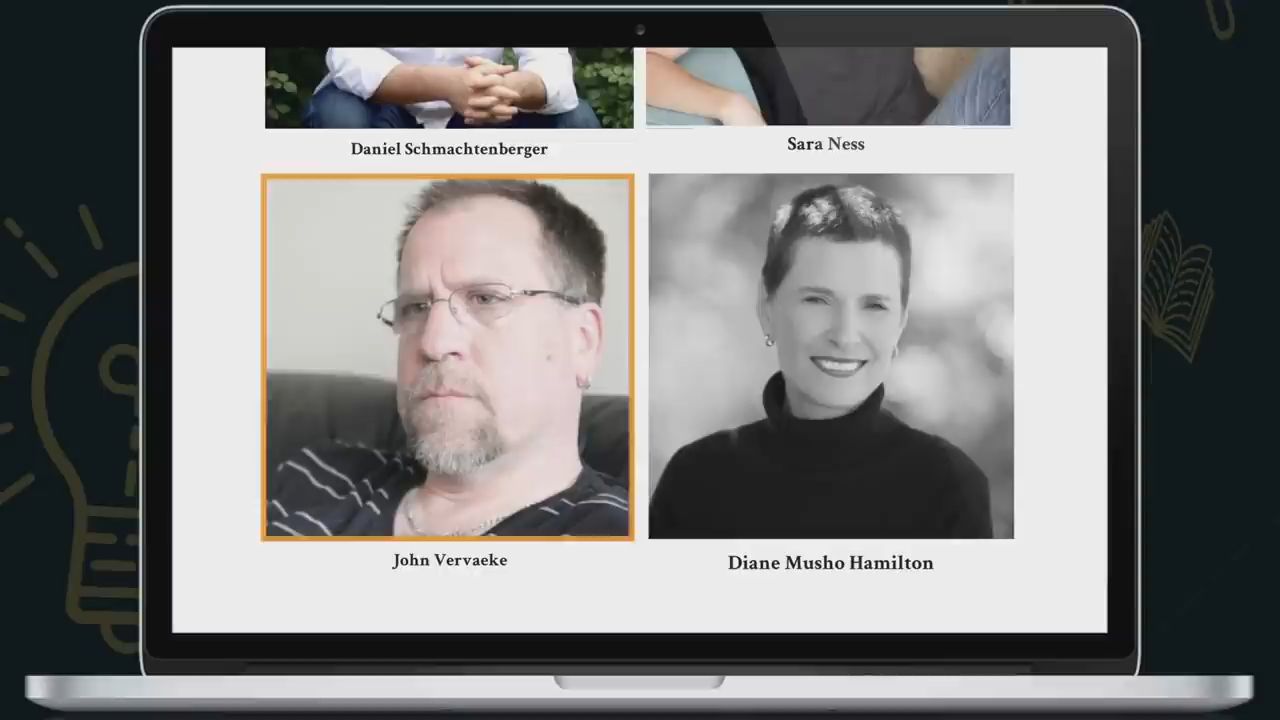 Daniel Schmachtenberger
Sara Ness
John Vervaeke
Diane Musho Hamilton